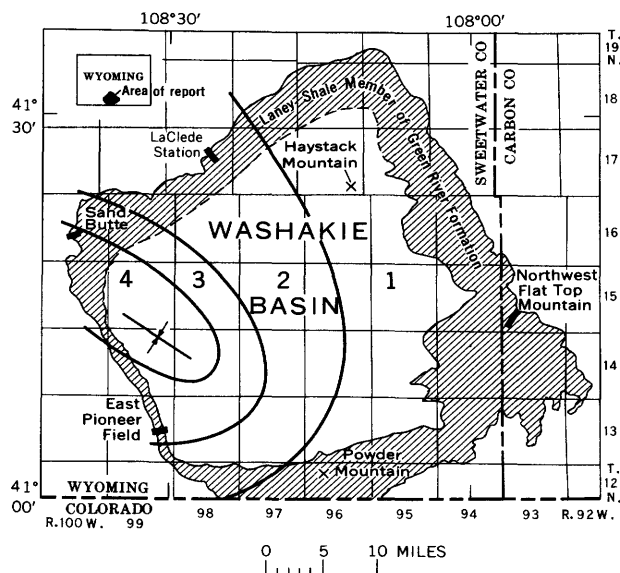 108° 30'
108° 00'
T.
19
N.
WYOMING
Area of report
41°
30'
18
SWEETWATER CO
CARBON CO
Laney Shale Member of Green River Formation
LaClede
Station
Haystack
Mountain
17
Sand
Butte
WASHAKIE
16
4
3
2
1
BASIN
Northwest
Flat Top
Mountain
15
14
East
Pioneer
Field
13
Powder
Mountain
T.
12
N.
41°
00'
WYOMING
COLORADO
R.100 W.
99
98
97
96
95
94
93
R.92W.
0 5 10 MILES